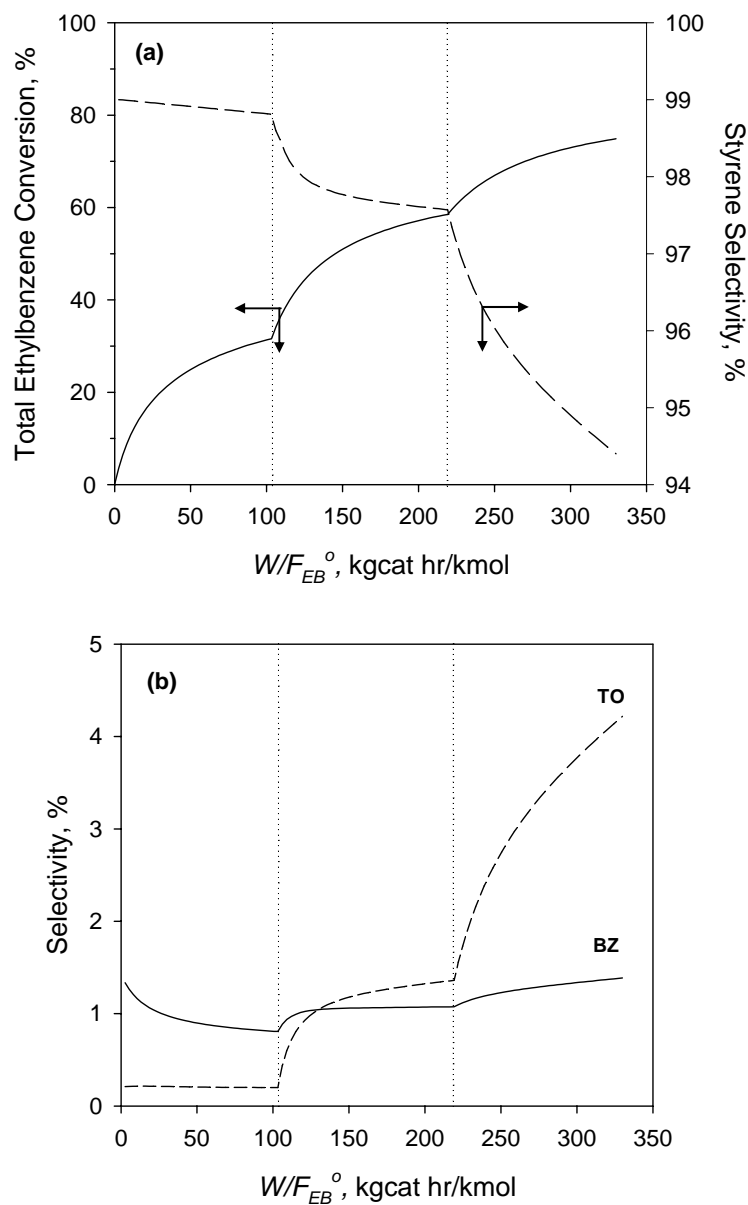 (a)
Total Ethylbenzene Conversion, %
100
80
60
40
20
0
Styrene Selectivity, %
100
99
98
97
96
95
94
0 50 100 150 200 250 300 350
W/F_EB^o, kgcat hr/kmol
(b)
Selectivity, %
5
4
3
2
1
0
TO
BZ
0 50 100 150 200 250 300 350
W/F_EB^o, kgcat hr/kmol